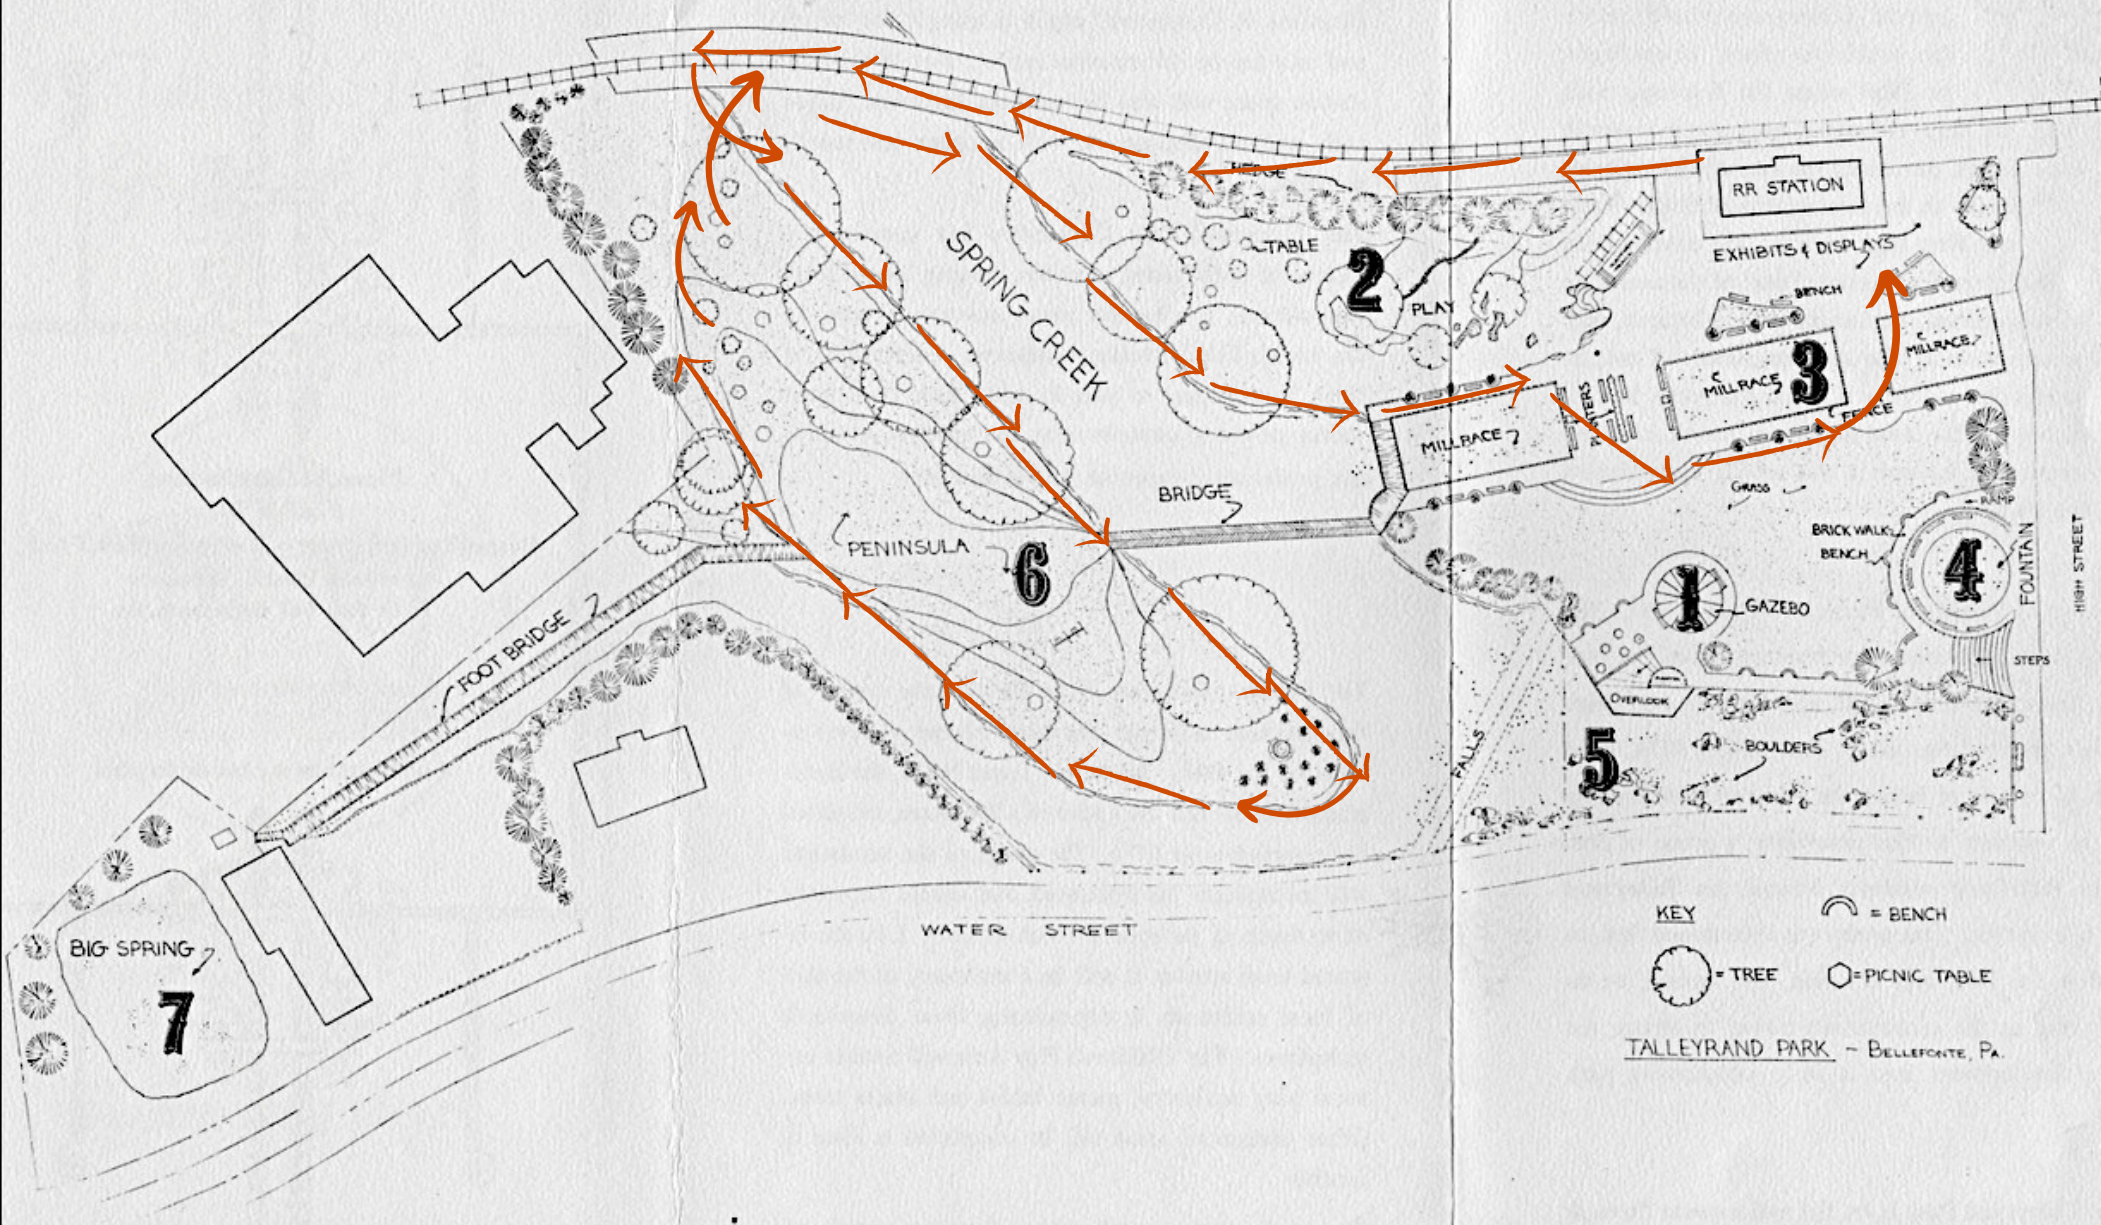 RR STATION
HEDGE
EXHIBITS & DISPLAYS
TABLE
2
PLAY
BENCH
SPRING CREEK
MILLRACE
MILLRACE
3
FENCE
PLANTERS
MILLRACE
BRIDGE
GRASS
RAMP
BRICK WALK
BENCH
4
FOUNTAIN
HIGH STREET
PENINSULA
6
1
GAZEBO
FOOT BRIDGE
STEPS
OVERLOOK
FALLS
5
BOULDERS
BIG SPRING
7
WATER STREET
KEY
= BENCH
= TREE
= PICNIC TABLE
TALLEYRAND PARK - BELLEFONTE, PA.